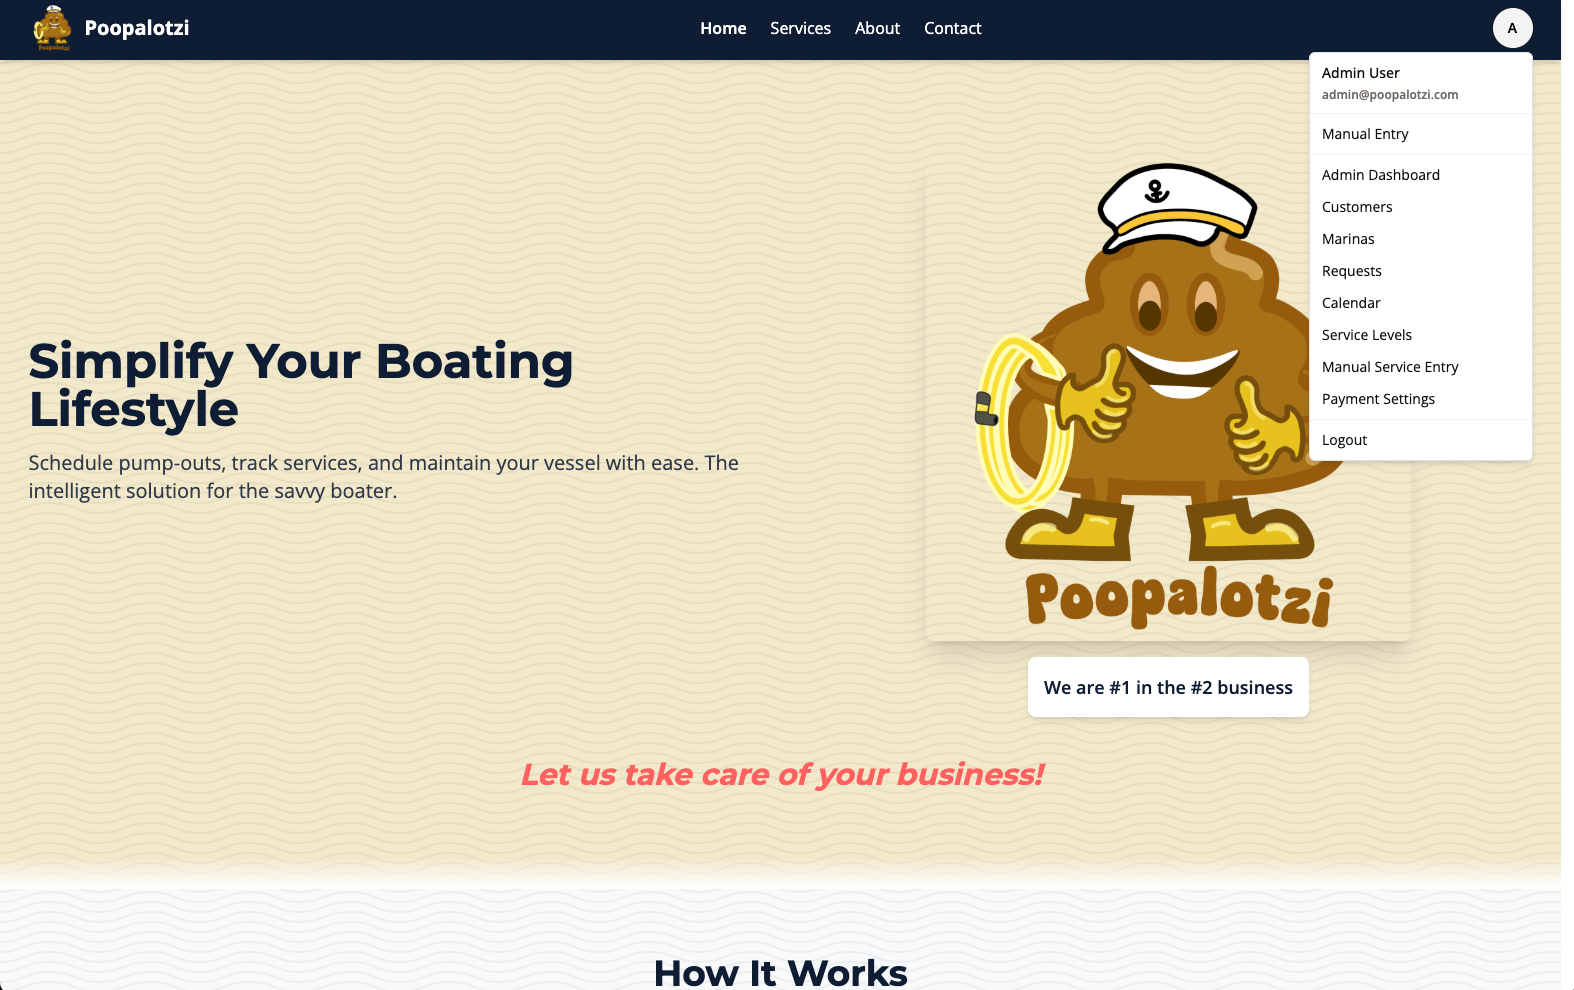 Poopalotzi
Poopalotzi
Home Services About Contact
A
Admin User
admin@poopalotzi.com
Manual Entry
Admin Dashboard
Customers
Marinas
Requests
Calendar
Service Levels
Manual Service Entry
Payment Settings
Logout
Simplify Your Boating
Lifestyle
Schedule pump-outs, track services, and maintain your vessel with ease. The
intelligent solution for the savvy boater.
Poopalotzi
We are #1 in the #2 business
Let us take care of your business!
How It Works